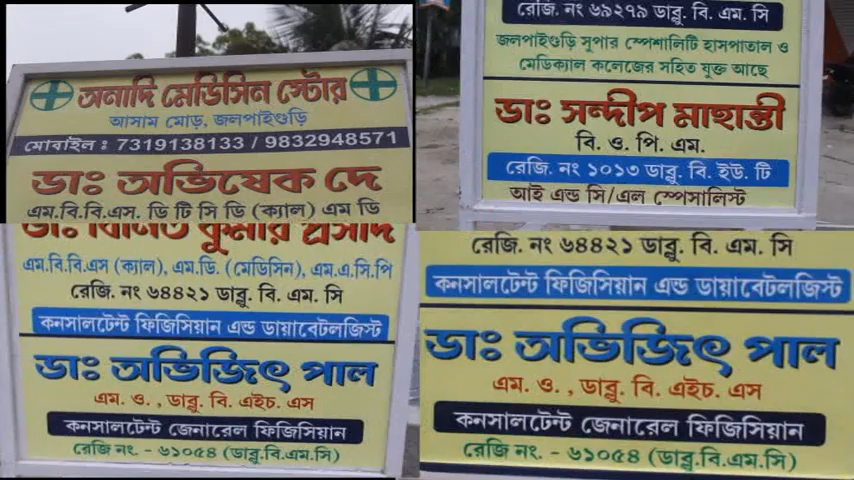 অনাদি মেডিসিন স্টোর
আসাম মোড়, জলপাইগুড়ি
মোবাইল : 7319138133 / 9832948571
ডাঃ অভিষেক দে
এম.বি.বি.এস. ডি টি সি ডি (ক্যাল) এম ডি
রেজি. নং ৬৯২৭৯ ডাব্লু. বি. এম. সি
জলপাইগুড়ি সুপার স্পেশালিটি হাসপাতাল ও
মেডিক্যাল কলেজের সহিত যুক্ত আছে
ডাঃ সন্দীপ মাহান্তী
বি. ও. পি. এম.
রেজি. নং ১০১৩ ডাব্লু. বি. ইউ. টি
আই এন্ড সি/এল স্পেসালিস্ট
ডাঃ বিনিত কুমার প্রসাদ
এম.বি.বি.এস (ক্যাল), এম.ডি. (মেডিসিন), এম.এ.সি.পি
রেজি. নং ৬৪৪২১ ডাব্লু. বি. এম. সি
কনসালটেন্ট ফিজিসিয়ান এন্ড ডায়াবেটলজিস্ট
ডাঃ অভিজিৎ পাল
এম. ও. , ডাব্লু. বি. এইচ. এস
কনসালটেন্ট জেনারেল ফিজিসিয়ান
রেজি নং. - ৬১০৫৪ (ডাব্লু.বি.এম.সি)
রেজি. নং ৬৪৪২১ ডাব্লু. বি. এম. সি
কনসালটেন্ট ফিজিসিয়ান এন্ড ডায়াবেটলজিস্ট
ডাঃ অভিজিৎ পাল
এম. ও. , ডাব্লু. বি. এইচ. এস
কনসালটেন্ট জেনারেল ফিজিসিয়ান
রেজি নং. - ৬১০৫৪ (ডাব্লু.বি.এম.সি)